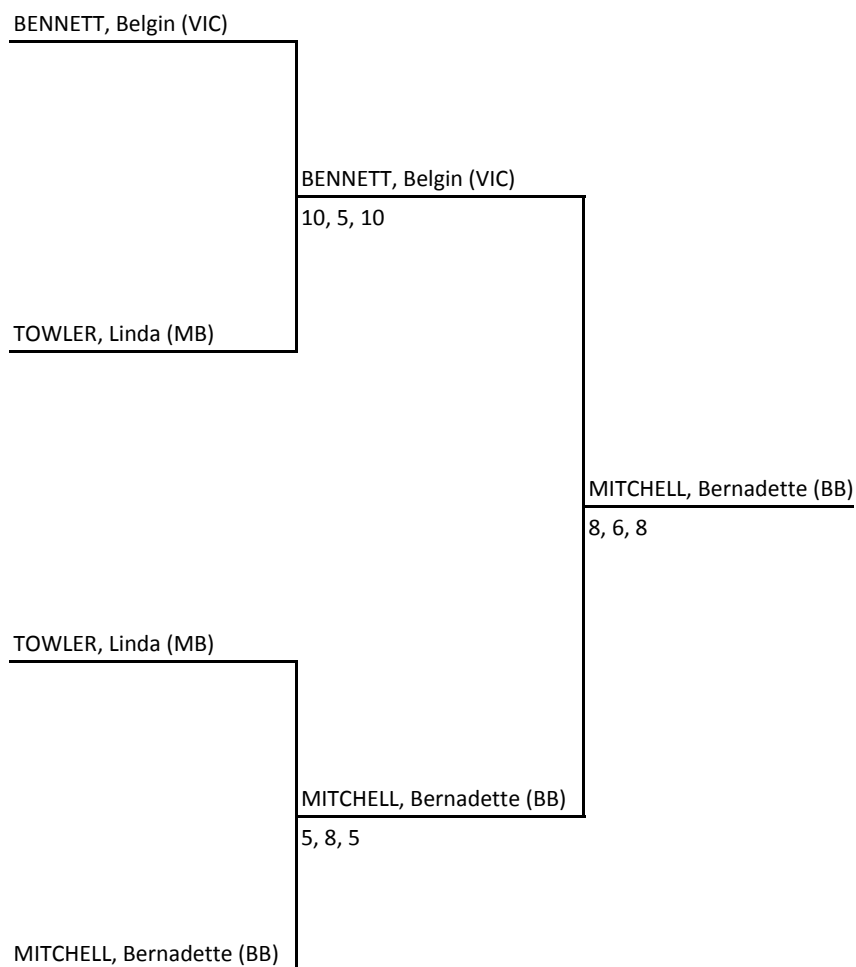 BENNETT, Belgin (VIC)
BENNETT, Belgin (VIC)
10, 5, 10
TOWLER, Linda (MB)
MITCHELL, Bernadette (BB)
8, 6, 8
TOWLER, Linda (MB)
MITCHELL, Bernadette (BB)
5, 8, 5
MITCHELL, Bernadette (BB)